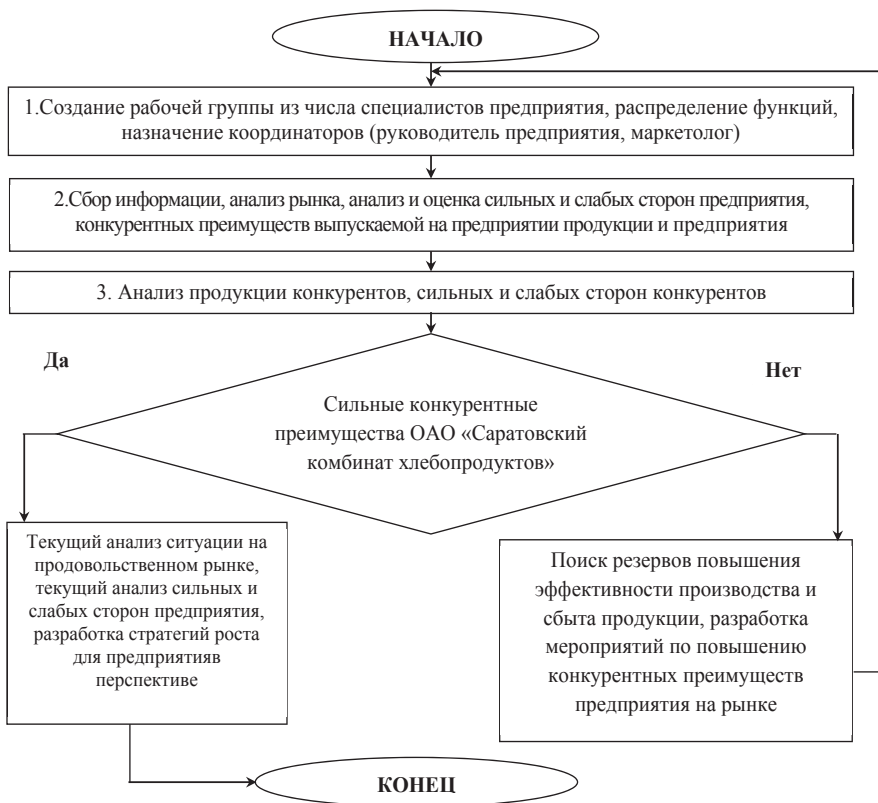 НАЧАЛО
1.Создание рабочей группы из числа специалистов предприятия, распределение функций,
назначение координаторов (руководитель предприятия, маркетолог)
2.Сбор информации, анализ рынка, анализ и оценка сильных и слабых сторон предприятия,
конкурентных преимуществ выпускаемой на предприятии продукции и предприятия
3. Анализ продукции конкурентов, сильных и слабых сторон конкурентов
Да
Нет
Сильные конкурентные
преимущества ОАО «Саратовский
комбинат хлебопродуктов»
Текущий анализ ситуации на
продовольственном рынке,
текущий анализ сильных и
слабых сторон предприятия,
разработка стратегий роста
для предприятияв
перспективе
Поиск резервов повышения
эффективности производства и
сбыта продукции, разработка
мероприятий по повышению
конкурентных преимуществ
предприятия на рынке
КОНЕЦ